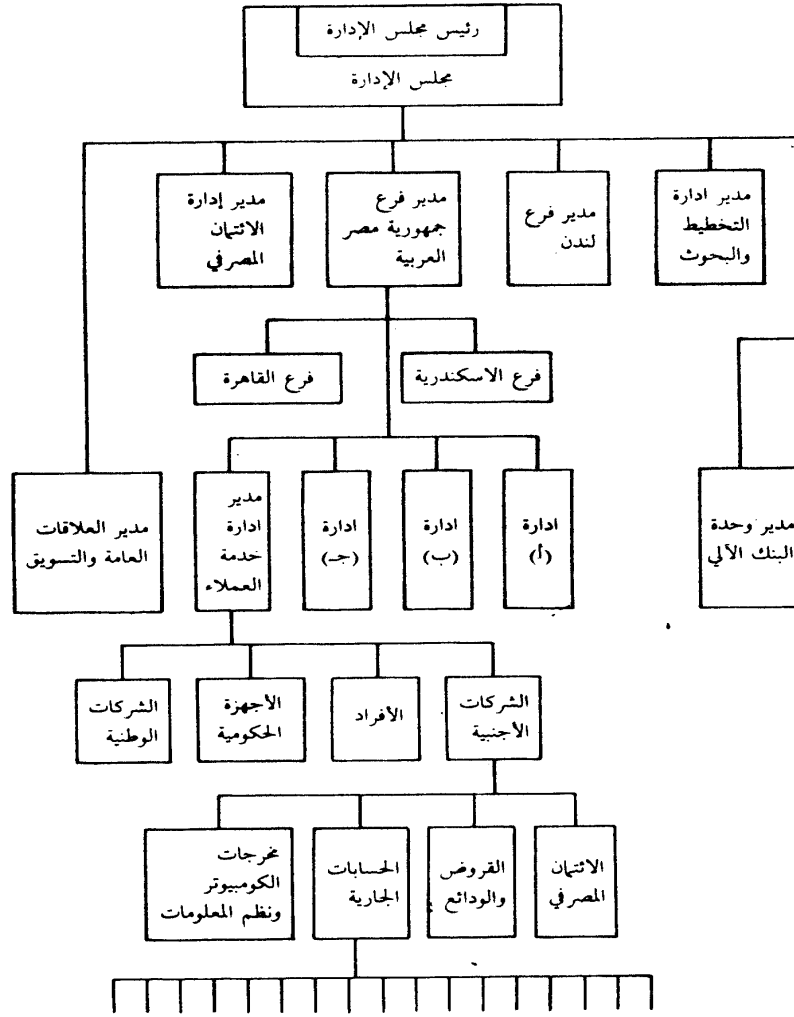 رئيس مجلس الإدارة
مجلس الإدارة
مدير ادارة
التخطيط
والبحوث
مدير فرع
لندن
مدير فرع
جمهورية مصر
العربية
مدير إدارة
الائتمان
المصرفي
فرع الاسكندرية
فرع القاهرة
مدير وحدة
البنك الآلي
ادارة
(أ)
ادارة
(ب)
ادارة
(جـ)
مدير
ادارة
خدمة
العملاء
مدير العلاقات
العامة والتسويق
الشركات
الأجنبية
الأفراد
الأجهزة
الحكومية
الشركات
الوطنية
الائتمان
المصرفي
القروض
والودائع
الحسابات
الجارية
مخرجات
الكومبيوتر
ونظم المعلومات